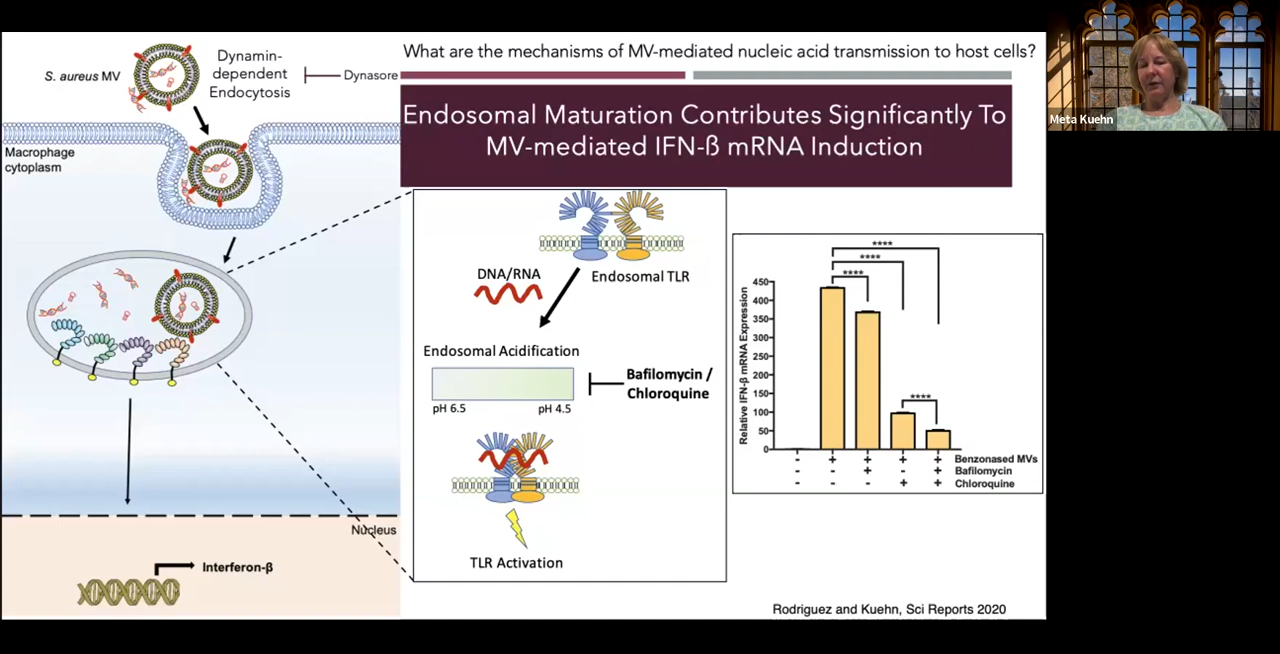 What are the mechanisms of MV-mediated nucleic acid transmission to host cells?
Endosomal Maturation Contributes Significantly To
MV-mediated IFN-ß mRNA Induction
S. aureus MV
Dynamin-
dependent
Endocytosis
Dynasore
Macrophage
cytoplasm
Nucleus
Interferon-β
Endosomal TLR
DNA/RNA
Endosomal Acidification
Bafilomycin /
Chloroquine
pH 6.5 pH 4.5
TLR Activation
Relative IFN-β mRNA Expression
450
400
350
300
250
200
150
100
50
0
****
****
****
****
- + + + + Benzonased MVs
- - + - + Bafilomycin
- - - + + Chloroquine
Rodriguez and Kuehn, Sci Reports 2020
Meta Kuehn